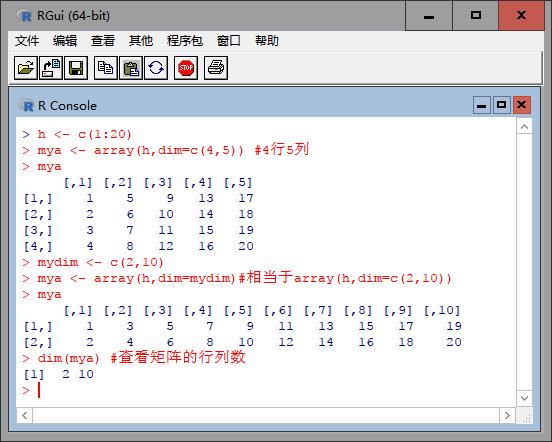 RGui (64-bit)
文件 编辑 查看 其他 程序包 窗口 帮助
STOP
R Console
> h <- c(1:20)
> mya <- array(h,dim=c(4,5)) #4行5列
> mya
     [,1] [,2] [,3] [,4] [,5]
[1,]    1    5    9   13   17
[2,]    2    6   10   14   18
[3,]    3    7   11   15   19
[4,]    4    8   12   16   20
> mydim <- c(2,10)
> mya <- array(h,dim=mydim)#相当于array(h,dim=c(2,10))
> mya
     [,1] [,2] [,3] [,4] [,5] [,6] [,7] [,8] [,9] [,10]
[1,]    1    3    5    7    9   11   13   15   17    19
[2,]    2    4    6    8   10   12   14   16   18    20
> dim(mya) #查看矩阵的行列数
[1]  2 10
>